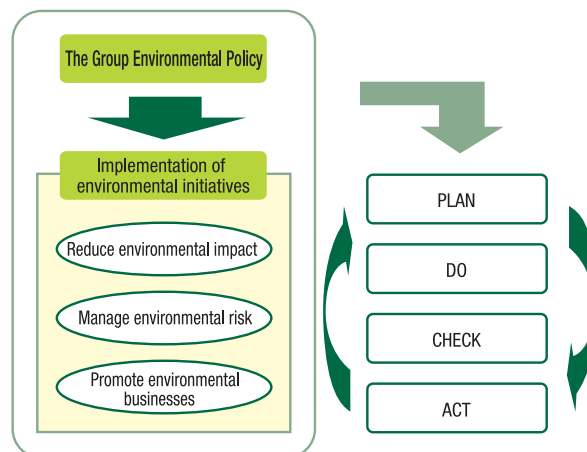 The Group Environmental Policy
Implementation of
environmental initiatives
Reduce environmental impact
Manage environmental risk
Promote environmental
businesses
PLAN
DO
CHECK
ACT